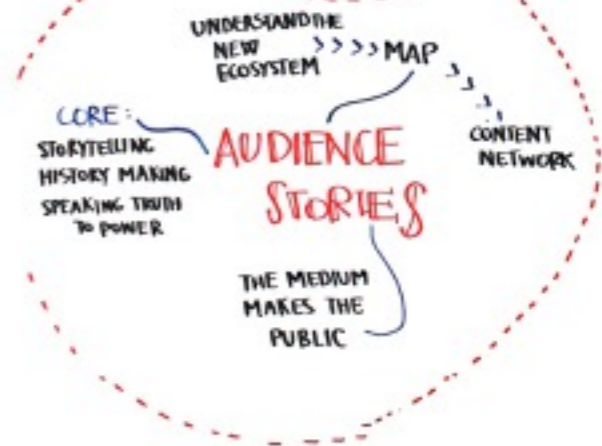 UNDERSTAND THE
NEW
ECOSYSTEM
MAP
CONTENT
NETWORK
CORE:
STORYTELLING
HISTORY MAKING
SPEAKING TRUTH
TO POWER
AUDIENCE
STORIES
THE MEDIUM
MAKES THE
PUBLIC